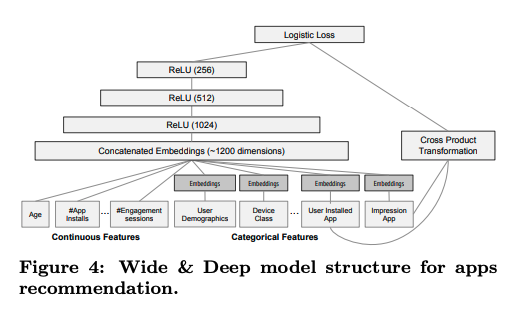 Logistic Loss
ReLU (256)
ReLU (512)
ReLU (1024)
Concatenated Embeddings (~1200 dimensions)
Cross Product
Transformation
Embeddings
Embeddings
Embeddings
Embeddings
Age
#App
Installs
...
#Engagement
sessions
User
Demographics
Device
Class
...
User Installed
App
Impression
App
Continuous Features
Categorical Features
Figure 4: Wide & Deep model structure for apps
recommendation.